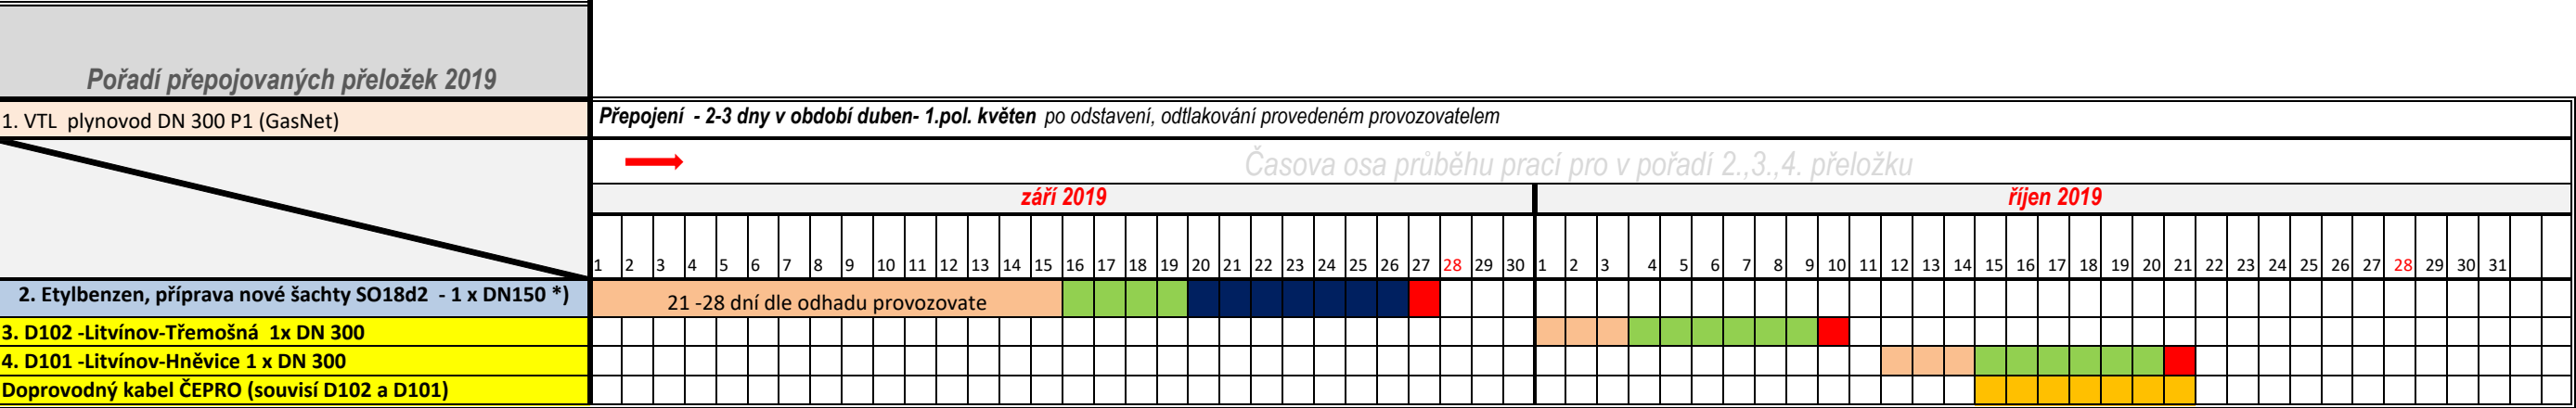 Pořadí přepojovaných přeložek 2019
1. VTL plynovod DN 300 P1 (GasNet)
Přepojení - 2-3 dny v období duben- 1.pol. květen po odstavení, odtlakování provedeném provozovatelem
Časova osa průběhu prací pro v pořadí 2.,3.,4. přeložku
září 2019 říjen 2019
1 2 3 4 5 6 7 8 9 10 11 12 13 14 15 16 17 18 19 20 21 22 23 24 25 26 27 28 29 30 1 2 3 4 5 6 7 8 9 10 11 12 13 14 15 16 17 18 19 20 21 22 23 24 25 26 27 28 29 30 31
2. Etylbenzen, příprava nové šachty SO18d2 - 1 x DN150 *) 21 -28 dní dle odhadu provozovate
3. D102 -Litvínov-Třemošná 1x DN 300
4. D101 -Litvínov-Hněvice 1 x DN 300
Doprovodný kabel ČEPRO (souvisí D102 a D101)